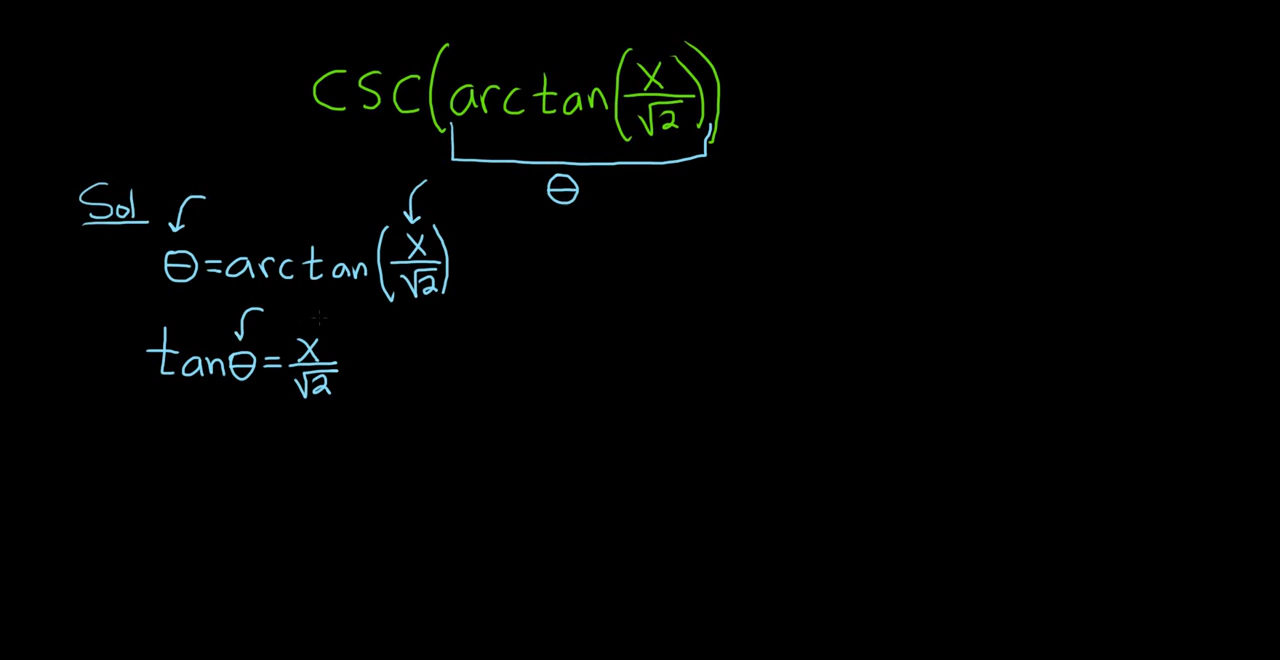 csc(arctan(x/√2))
θ
Sol
θ=arctan(x/√2)
tanθ=x/√2